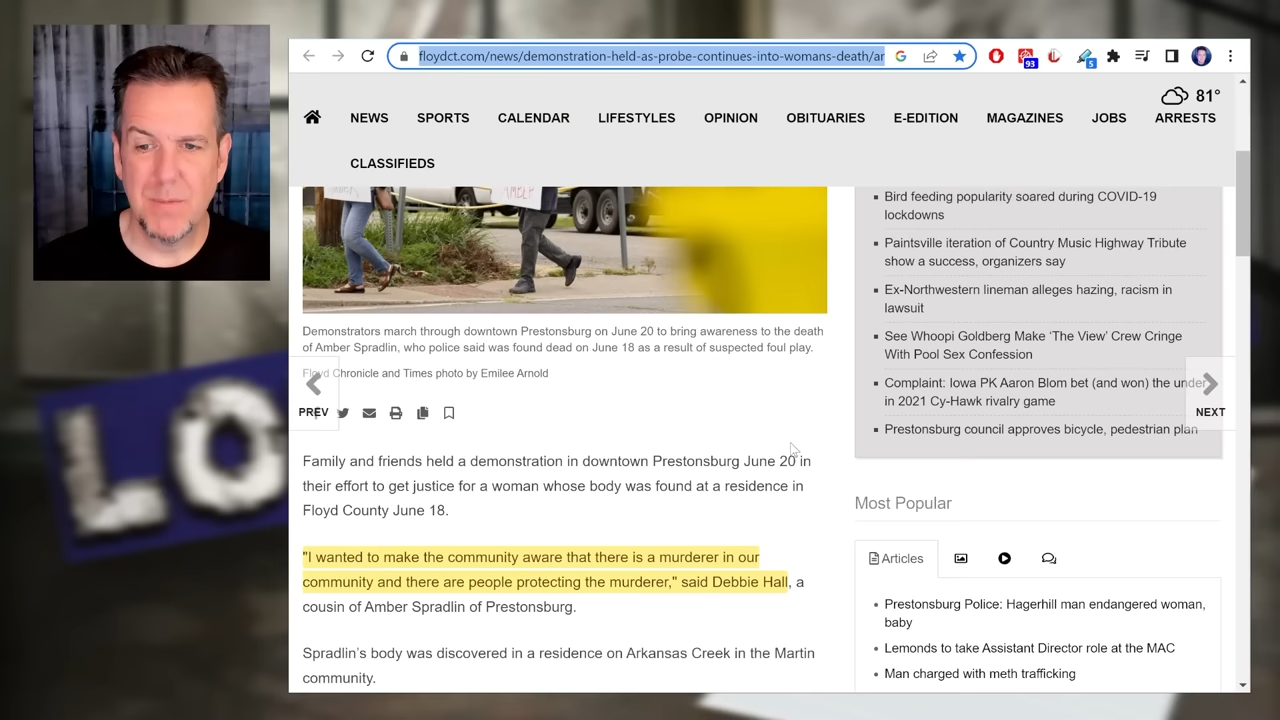 floydct.com/news/demonstration-held-as-probe-continues-into-womans-death/ar
93
5
81°
NEWS SPORTS CALENDAR LIFESTYLES OPINION OBITUARIES E-EDITION MAGAZINES JOBS ARRESTS
CLASSIFIEDS
Demonstrators march through downtown Prestonsburg on June 20 to bring awareness to the death
of Amber Spradlin, who police said was found dead on June 18 as a result of suspected foul play.
Floyd Chronicle and Times photo by Emilee Arnold
PREV
Family and friends held a demonstration in downtown Prestonsburg June 20 in
their effort to get justice for a woman whose body was found at a residence in
Floyd County June 18.
"I wanted to make the community aware that there is a murderer in our
community and there are people protecting the murderer," said Debbie Hall, a
cousin of Amber Spradlin of Prestonsburg.
Spradlin's body was discovered in a residence on Arkansas Creek in the Martin
community.
Bird feeding popularity soared during COVID-19
lockdowns
Paintsville iteration of Country Music Highway Tribute
show a success, organizers say
Ex-Northwestern lineman alleges hazing, racism in
lawsuit
See Whoopi Goldberg Make ‘The View’ Crew Cringe
With Pool Sex Confession
Complaint: Iowa PK Aaron Blom bet (and won) the under
in 2021 Cy-Hawk rivalry game
Prestonsburg council approves bicycle, pedestrian plan
NEXT
Most Popular
Articles
Prestonsburg Police: Hagerhill man endangered woman,
baby
Lemonds to take Assistant Director role at the MAC
Man charged with meth trafficking
LO